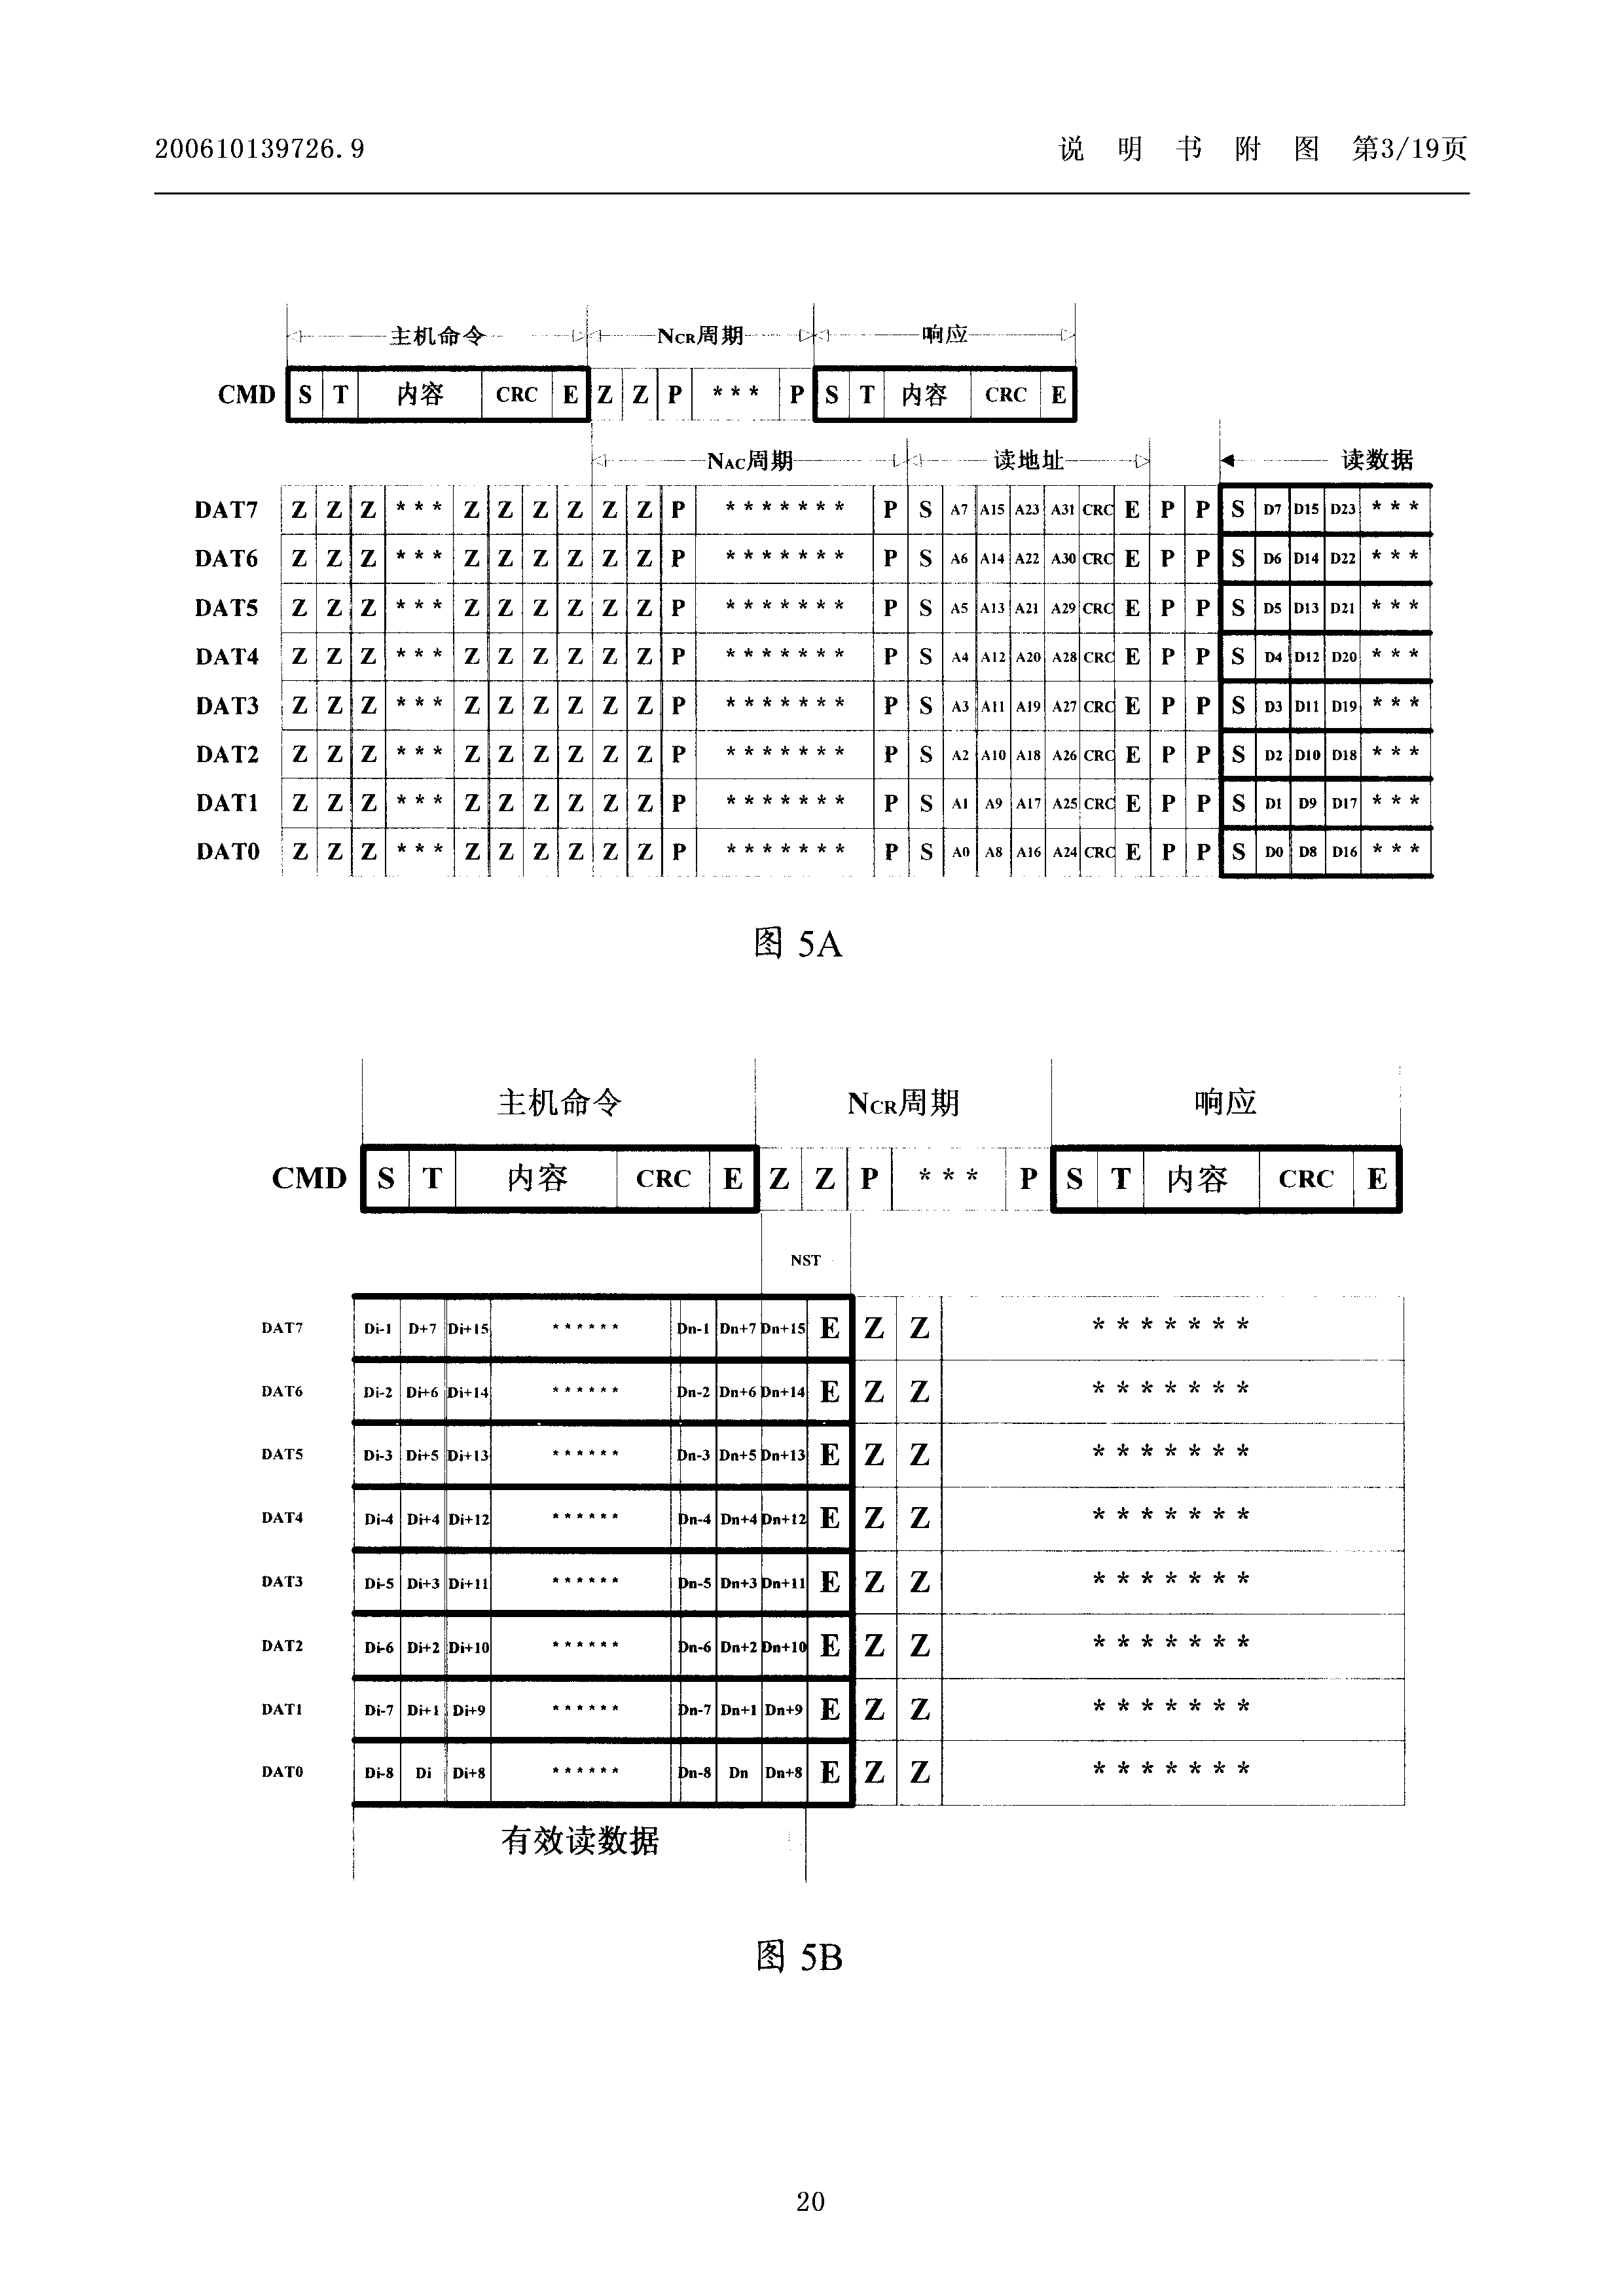 200610139726.9 说 明 书 附 图 第3/19页
主机命令 NCR周期 响应
CMD S T 内容 CRC E Z Z P * * * P S T 内容 CRC E
NAC周期 读地址 读数据
DAT7 Z Z Z * * * Z Z Z Z Z Z P * * * * * * * P S A7 A15 A23 A31 CRC E P P S D7 D15 D23 * * *
DAT6 Z Z Z * * * Z Z Z Z Z Z P * * * * * * * P S A6 A14 A22 A30 CRC E P P S D6 D14 D22 * * *
DAT5 Z Z Z * * * Z Z Z Z Z Z P * * * * * * * P S A5 A13 A21 A29 CRC E P P S D5 D13 D21 * * *
DAT4 Z Z Z * * * Z Z Z Z Z Z P * * * * * * * P S A4 A12 A20 A28 CRC E P P S D4 D12 D20 * * *
DAT3 Z Z Z * * * Z Z Z Z Z Z P * * * * * * * P S A3 A11 A19 A27 CRC E P P S D3 D11 D19 * * *
DAT2 Z Z Z * * * Z Z Z Z Z Z P * * * * * * * P S A2 A10 A18 A26 CRC E P P S D2 D10 D18 * * *
DAT1 Z Z Z * * * Z Z Z Z Z Z P * * * * * * * P S A1 A9 A17 A25 CRC E P P S D1 D9 D17 * * *
DAT0 Z Z Z * * * Z Z Z Z Z Z P * * * * * * * P S A0 A8 A16 A24 CRC E P P S D0 D8 D16 * * *
图 5A
主机命令 NCR周期 响应
CMD S T 内容 CRC E Z Z P * * * P S T 内容 CRC E
NST
DAT7 Di-1 D+7 Di+15 * * * * * * Dn-1 Dn+7 Dn+15 E Z Z * * * * * * *
DAT6 Di-2 Di+6 Di+14 * * * * * * Dn-2 Dn+6 Dn+14 E Z Z * * * * * * *
DAT5 Di-3 Di+5 Di+13 * * * * * * Dn-3 Dn+5 Dn+13 E Z Z * * * * * * *
DAT4 Di-4 Di+4 Di+12 * * * * * * Dn-4 Dn+4 Dn+12 E Z Z * * * * * * *
DAT3 Di-5 Di+3 Di+11 * * * * * * Dn-5 Dn+3 Dn+11 E Z Z * * * * * * *
DAT2 Di-6 Di+2 Di+10 * * * * * * Dn-6 Dn+2 Dn+10 E Z Z * * * * * * *
DAT1 Di-7 Di+1 Di+9 * * * * * * Dn-7 Dn+1 Dn+9 E Z Z * * * * * * *
DAT0 Di-8 Di Di+8 * * * * * * Dn-8 Dn Dn+8 E Z Z * * * * * * *
有效读数据
图 5B
20